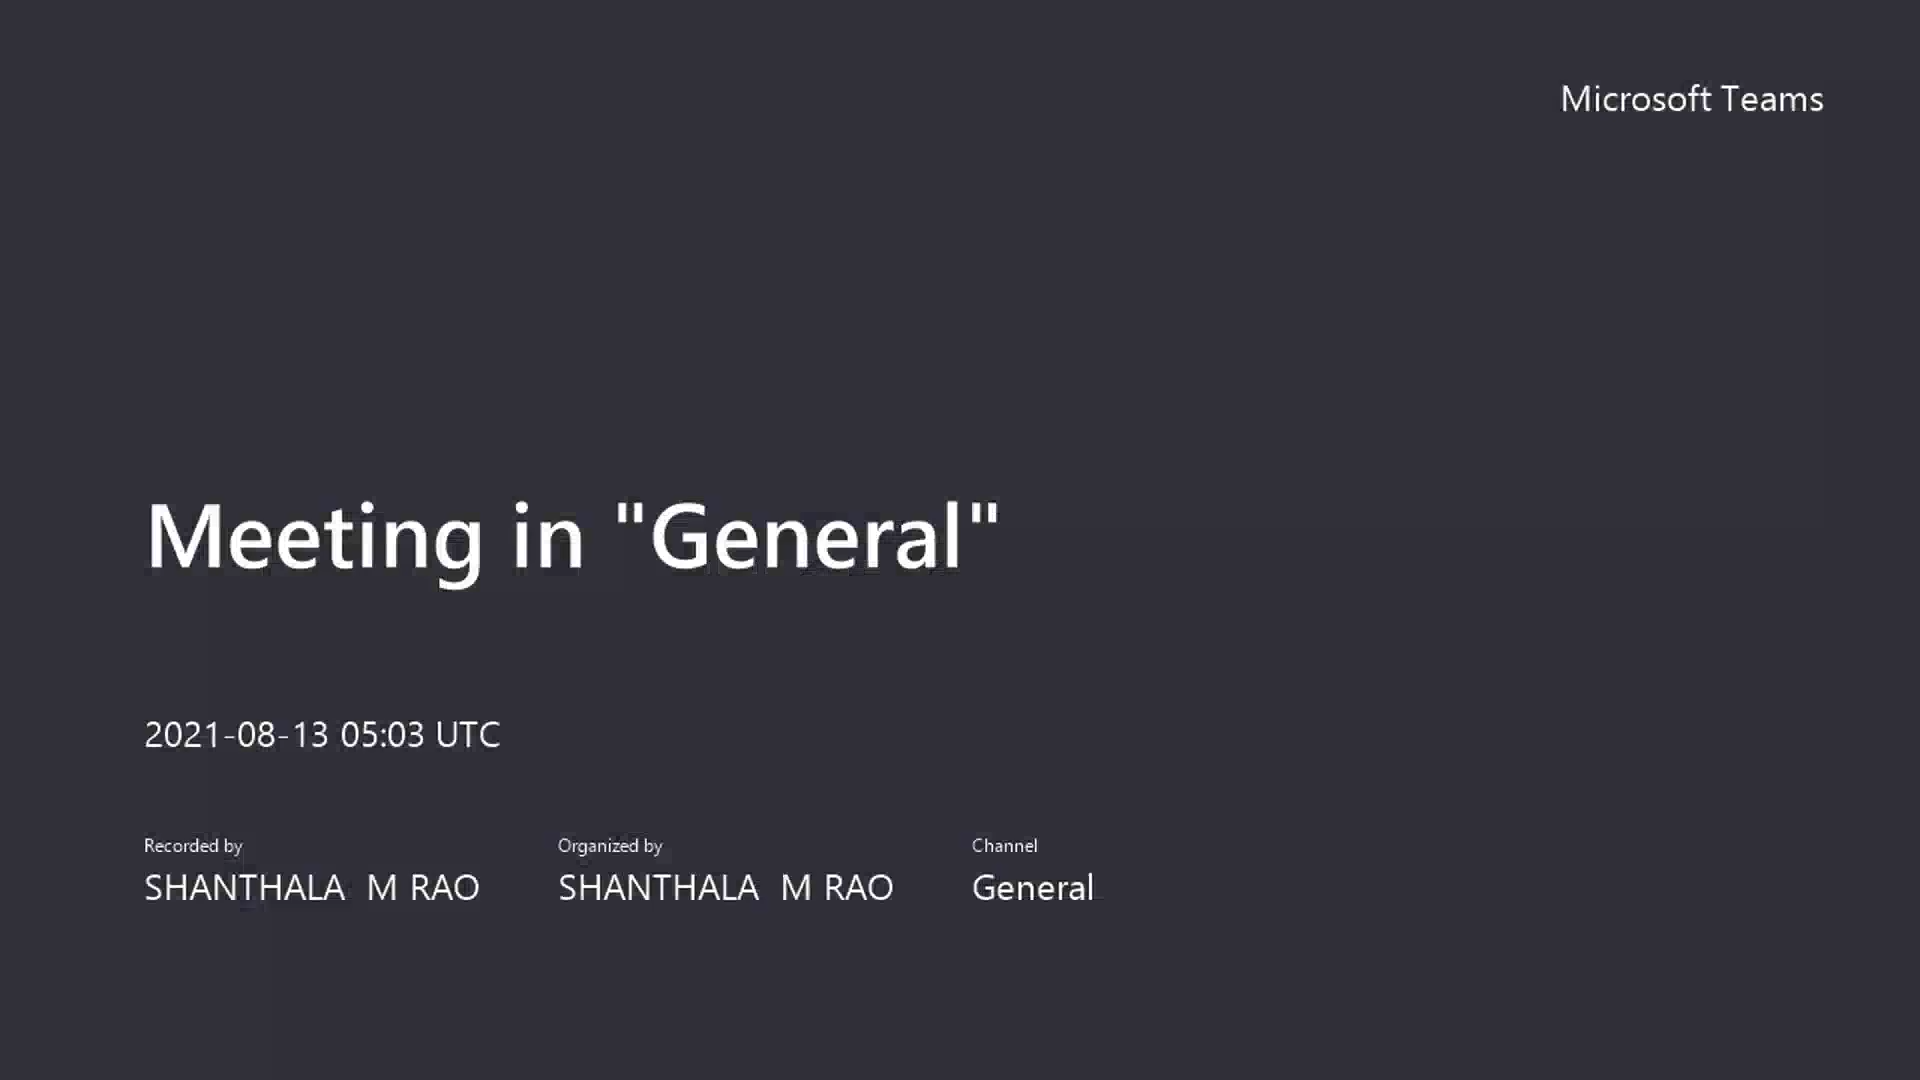 Microsoft Teams
Meeting in "General"
2021-08-13 05:03 UTC
Recorded by
SHANTHALA  M RAO
Organized by
SHANTHALA  M RAO
Channel
General